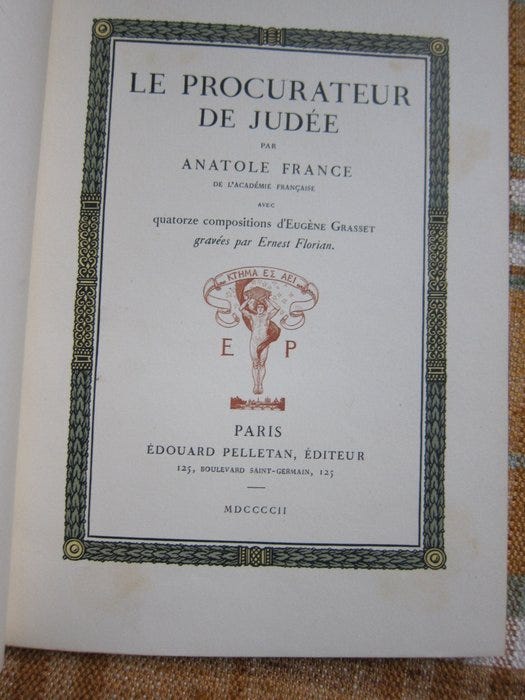 LE PROCURATEUR
DE JUDÉE
PAR
ANATOLE FRANCE
DE L'ACADÉMIE FRANÇAISE
AVEC
quatorze compositions d'EUGÈNE GRASSET
gravées par Ernest Florian.
ΚΤΗΜΑ ΕΣ ΑΕΙ
E P
PARIS
ÉDOUARD PELLETAN, ÉDITEUR
125, BOULEVARD SAINT-GERMAIN, 125
MDCCCCII